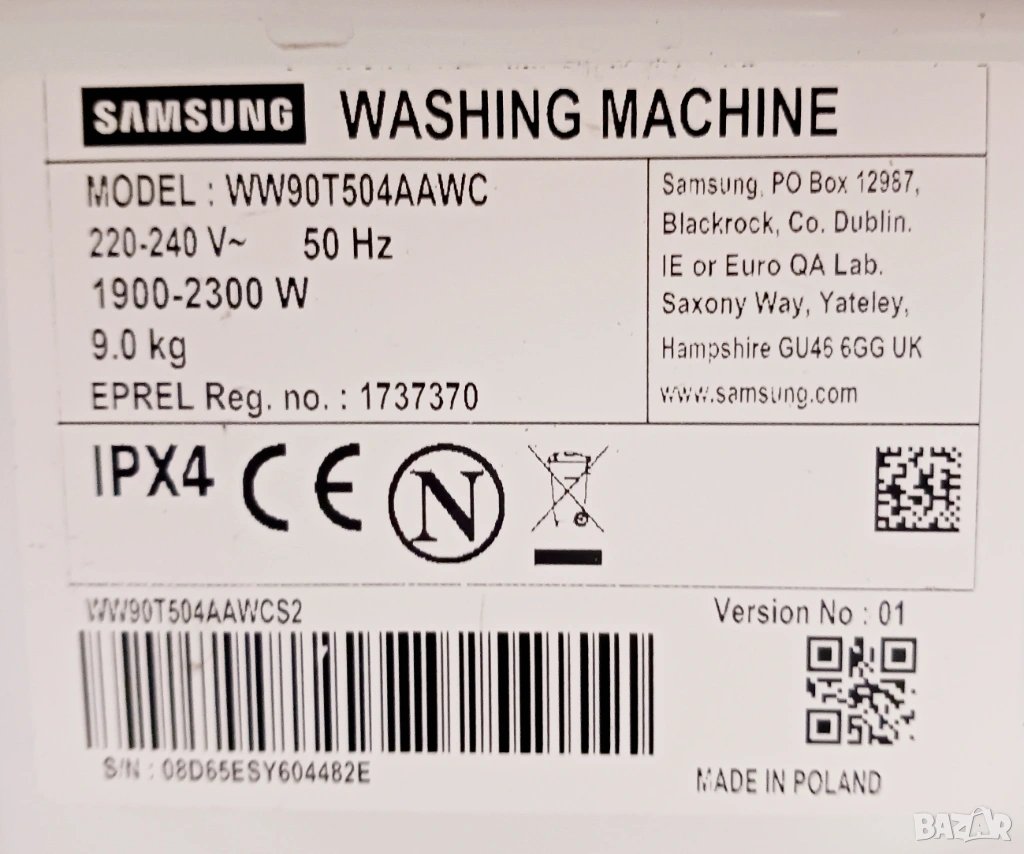 SAMSUNG WASHING MACHINE
MODEL : WW90T504AAWC
220-240 V~ 50 Hz
1900-2300 W
9.0 kg
EPREL Reg. no. : 1737370
Samsung, PO Box 12987,
Blackrock, Co. Dublin.
IE or Euro QA Lab.
Saxony Way, Yateley,
Hampshire GU46 6GG UK
www.samsung.com
IPX4 CE N
WW90T504AAWCS2
Version No : 01
S/N : 08D65ESY604482E
MADE IN POLAND
BAZAR